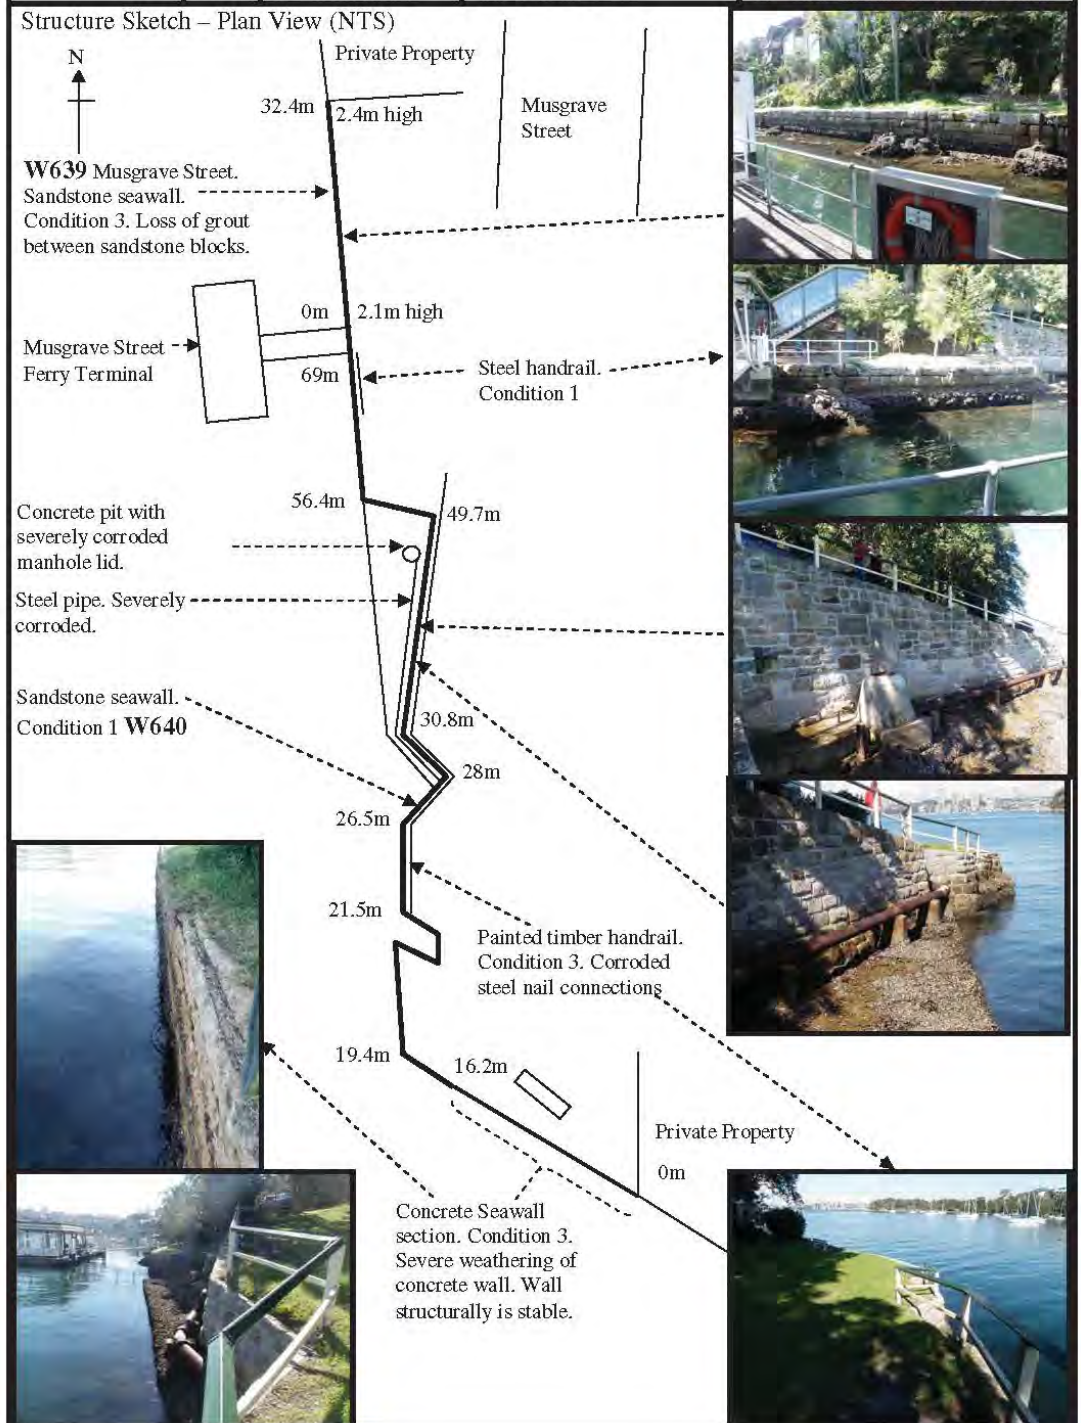 Structure Sketch – Plan View (NTS)
N
Private Property
32.4m
2.4m high
Musgrave
Street
W639 Musgrave Street.
Sandstone seawall.
Condition 3. Loss of grout
between sandstone blocks.
0m
2.1m high
Musgrave Street
Ferry Terminal
69m
Steel handrail.
Condition 1
56.4m
49.7m
Concrete pit with
severely corroded
manhole lid.
Steel pipe. Severely
corroded.
Sandstone seawall.
Condition 1 W640
30.8m
28m
26.5m
21.5m
Painted timber handrail.
Condition 3. Corroded
steel nail connections
19.4m
16.2m
Private Property
0m
Concrete Seawall
section. Condition 3.
Severe weathering of
concrete wall. Wall
structurally is stable.